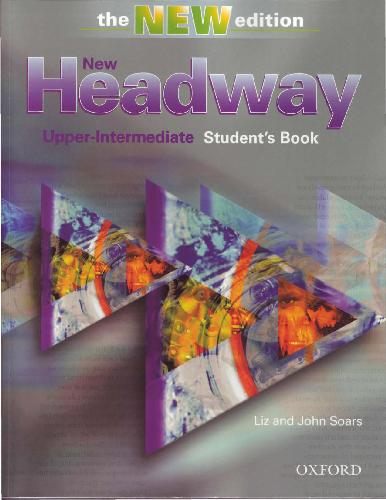 the NEW edition
New
Headway
Upper-Intermediate Student's Book
Liz and John Soars
OXFORD